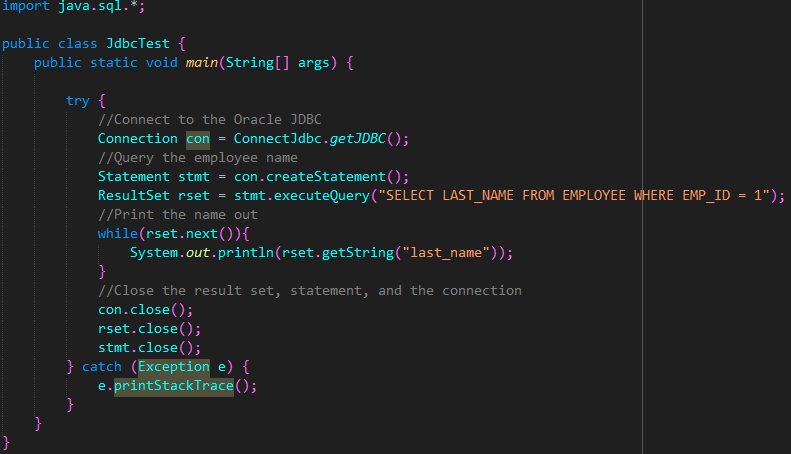 import java.sql.*;
public class JdbcTest {
public static void main(String[] args) {
try {
//Connect to the Oracle JDBC
Connection con = ConnectJdbc.getJDBC();
//Query the employee name
Statement stmt = con.createStatement();
ResultSet rset = stmt.executeQuery("SELECT LAST_NAME FROM EMPLOYEE WHERE EMP_ID = 1");
//Print the name out
while(rset.next()){
System.out.println(rset.getString("last_name"));
}
//Close the result set, statement, and the connection
con.close();
rset.close();
stmt.close();
} catch (Exception e) {
e.printStackTrace();
}
}
}